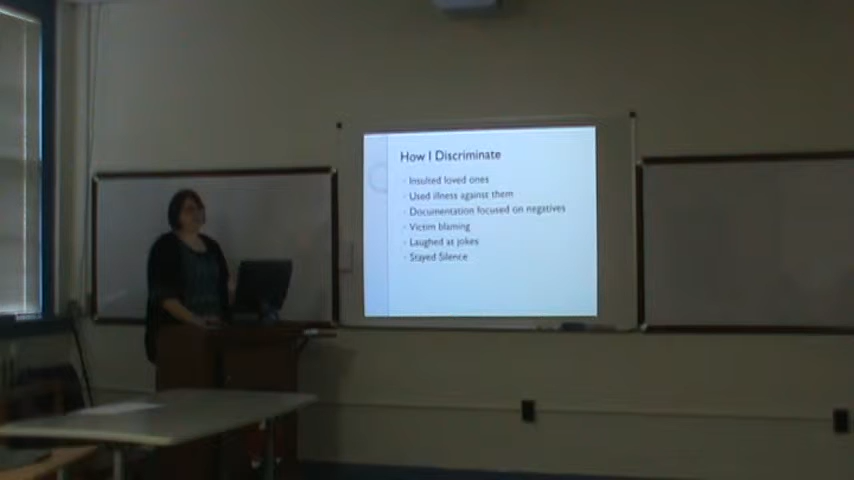 How I Discriminate
Insulted loved ones
Used illness against them
Documentation focused on negatives
Victim blaming
Laughed at jokes
Stayed Silence